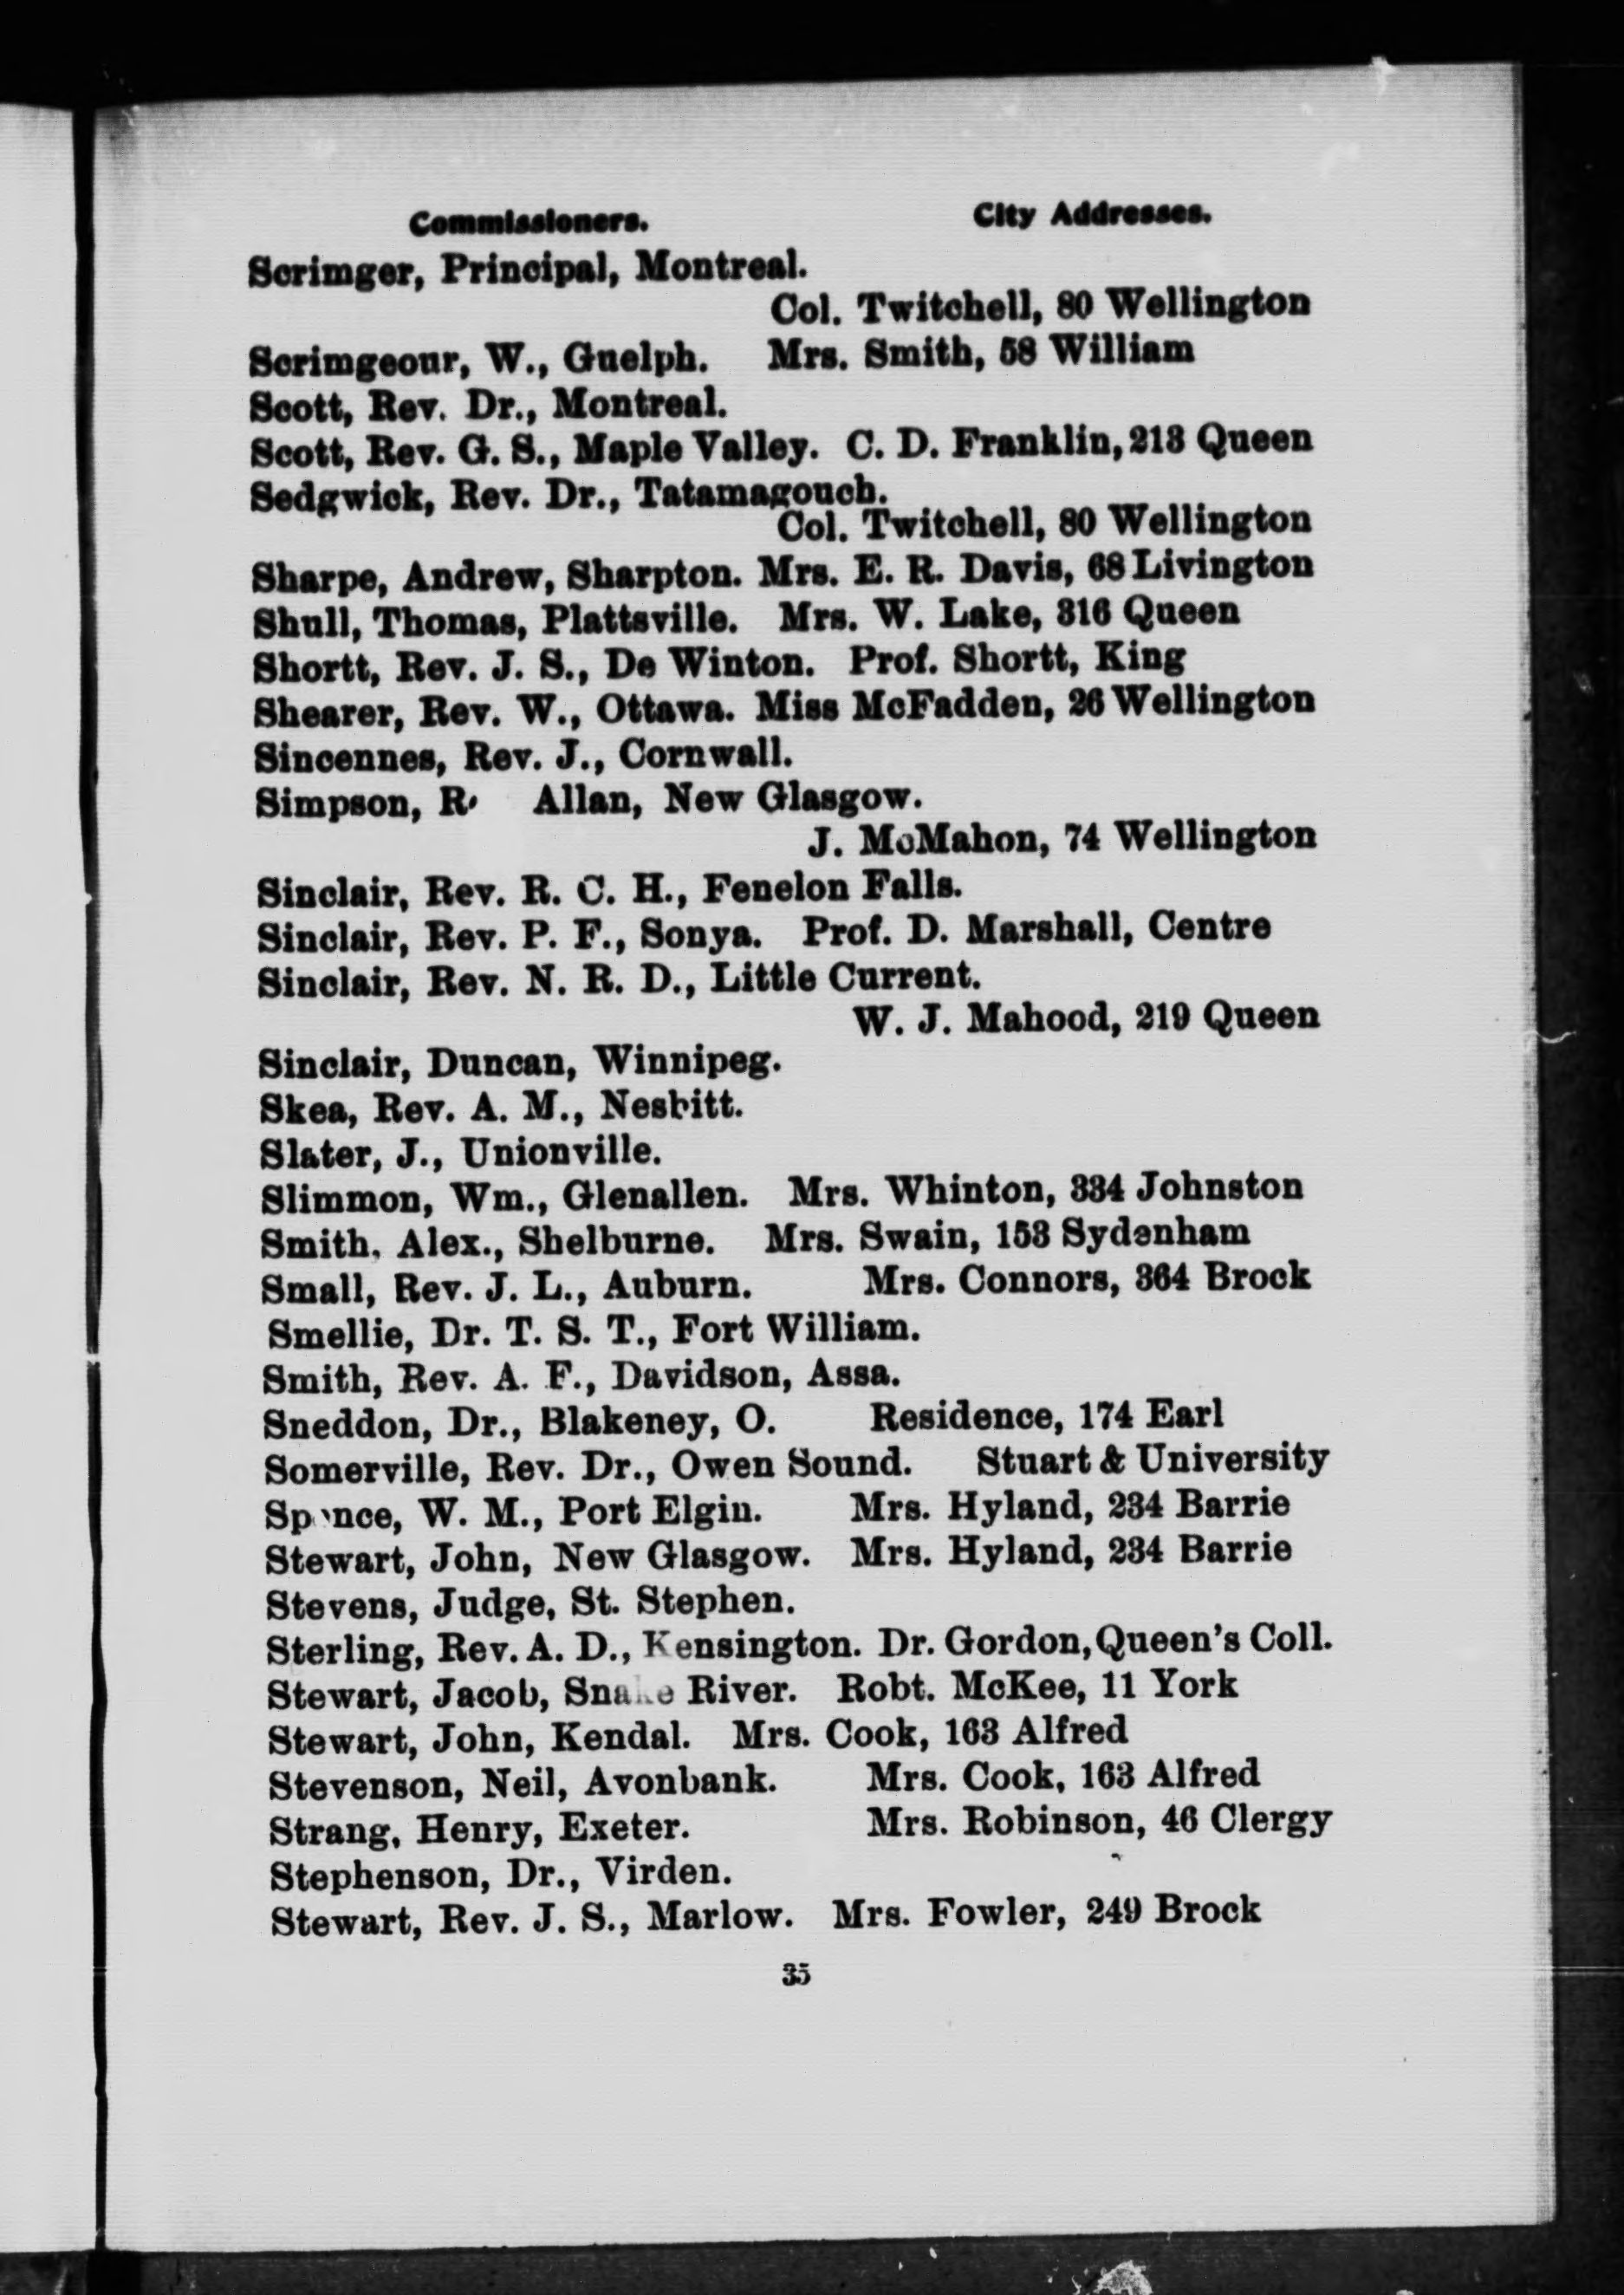 Commissioners. City Addresses.
Scrimger, Principal, Montreal.
Col. Twitchell, 80 Wellington
Scrimgeour, W., Guelph. Mrs. Smith, 58 William
Scott, Rev. Dr., Montreal.
Scott, Rev. G. S., Maple Valley. C. D. Franklin, 213 Queen
Sedgwick, Rev. Dr., Tatamagouch.
Col. Twitchell, 80 Wellington
Sharpe, Andrew, Sharpton. Mrs. E. R. Davis, 68 Livington
Shull, Thomas, Plattsville. Mrs. W. Lake, 316 Queen
Shortt, Rev. J. S., De Winton. Prof. Shortt, King
Shearer, Rev. W., Ottawa. Miss McFadden, 26 Wellington
Sincennes, Rev. J., Cornwall.
Simpson, Allan, New Glasgow.
J. McMahon, 74 Wellington
Sinclair, Rev. R. C. H., Fenelon Falls.
Sinclair, Rev. P. F., Sonya. Prof. D. Marshall, Centre
Sinclair, Rev. N. R. D., Little Current.
W. J. Mahood, 219 Queen
Sinclair, Duncan, Winnipeg.
Skea, Rev. A. M., Nesbitt.
Slater, J., Unionville.
Slimmon, Wm., Glenallen. Mrs. Whinton, 334 Johnston
Smith, Alex., Shelburne. Mrs. Swain, 153 Sydenham
Small, Rev. J. L., Auburn. Mrs. Connors, 364 Brock
Smellie, Dr. T. S. T., Fort William.
Smith, Rev. A. F., Davidson, Assa.
Sneddon, Dr., Blakeney, O. Residence, 174 Earl
Somerville, Rev. Dr., Owen Sound. Stuart & University
Spence, W. M., Port Elgin. Mrs. Hyland, 234 Barrie
Stewart, John, New Glasgow. Mrs. Hyland, 234 Barrie
Stevens, Judge, St. Stephen.
Sterling, Rev. A. D., Kensington. Dr. Gordon, Queen's Coll.
Stewart, Jacob, Snake River. Robt. McKee, 11 York
Stewart, John, Kendal. Mrs. Cook, 163 Alfred
Stevenson, Neil, Avonbank. Mrs. Cook, 163 Alfred
Strang, Henry, Exeter. Mrs. Robinson, 46 Clergy
Stephenson, Dr., Virden.
Stewart, Rev. J. S., Marlow. Mrs. Fowler, 249 Brock
35